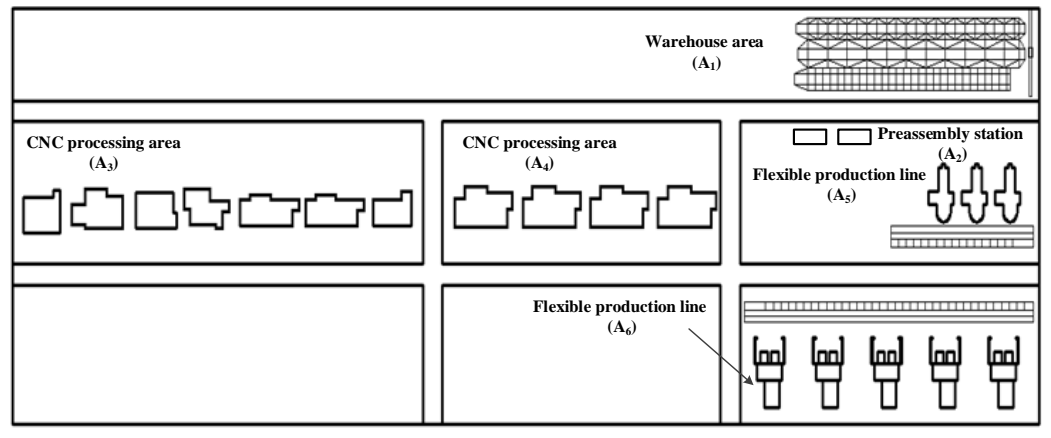 Warehouse area
(A₁)
CNC processing area
(A₃)
CNC processing area
(A₄)
Preassembly station
(A₂)
Flexible production line
(A₅)
Flexible production line
(A₆)